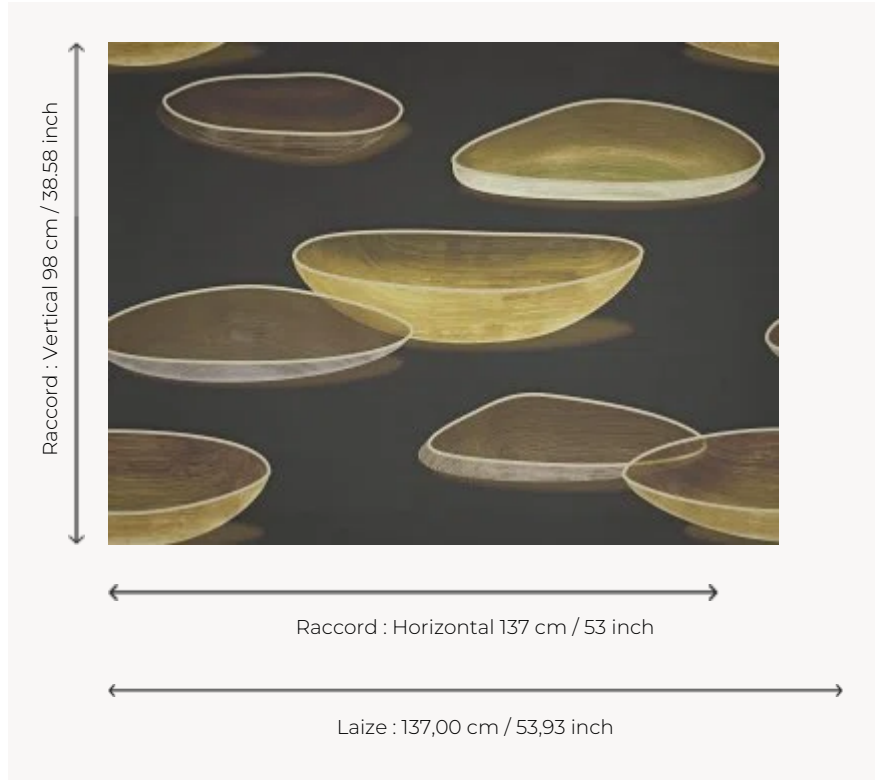 Raccord : Vertical 98 cm / 38.58 inch
Raccord : Horizontal 137 cm / 53 inch
Laize : 137,00 cm / 53,93 inch